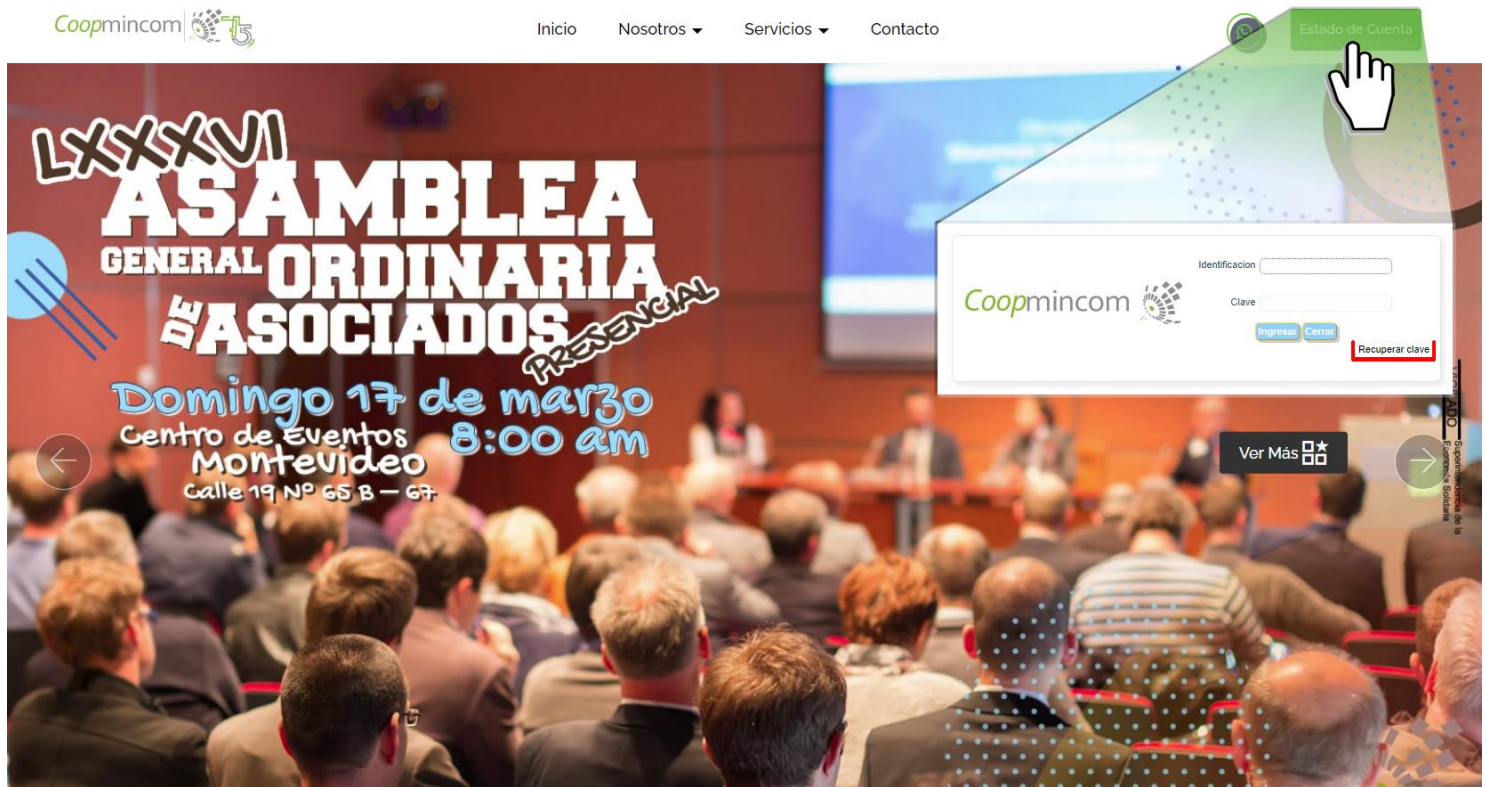 Coopmincom 75
Inicio
Nosotros
Servicios
Contacto
Estado de Cuenta
LXXXVI
ASAMBLEA
GENERAL ORDINARIA
DE ASOCIADOS
PRESENCIAL
Domingo 17 de marzo
8:00 am
Centro de Eventos
Montevideo
Calle 19 Nº 65 B – 67
Coopmincom
Identificacion
Clave
Ingresar Cerrar
Recuperar clave
Ver Más
VIGILADO
Superintendencia de la
Economía Solidaria